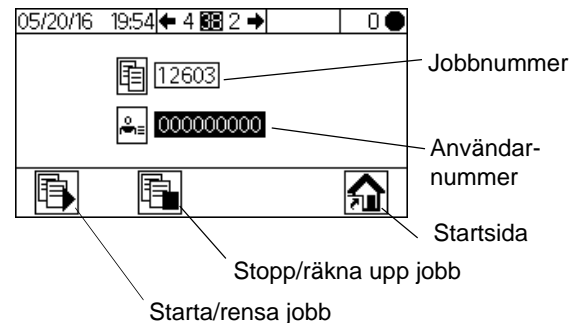 05/20/16 19:54 4 38 2 0
12603
Jobbnummer
000000000
Användar-
nummer
Startsida
Stopp/räkna upp jobb
Starta/rensa jobb